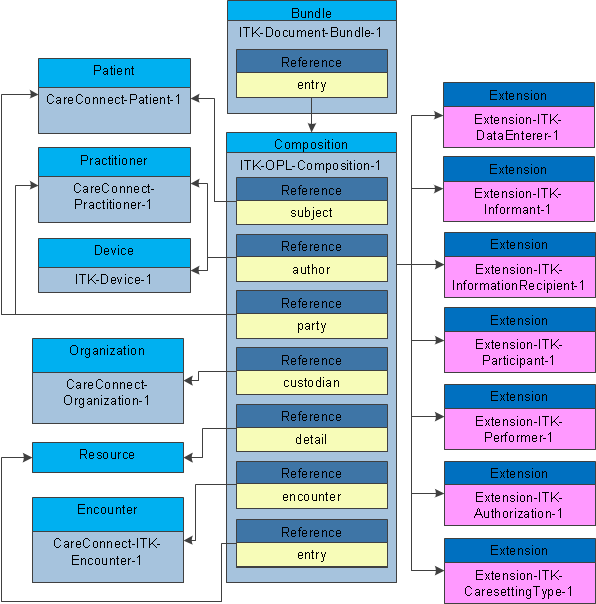 Bundle
ITK-Document-Bundle-1
Reference
entry
Patient
CareConnect-Patient-1
Practitioner
CareConnect-
Practitioner-1
Device
ITK-Device-1
Organization
CareConnect-
Organization-1
Resource
Encounter
CareConnect-ITK-
Encounter-1
Composition
ITK-OPL-Composition-1
Reference
subject
Reference
author
Reference
party
Reference
custodian
Reference
detail
Reference
encounter
Reference
entry
Extension
Extension-ITK-
DataEnterer-1
Extension
Extension-ITK-
Informant-1
Extension
Extension-ITK-
InformationRecipient-1
Extension
Extension-ITK-
Participant-1
Extension
Extension-ITK-
Performer-1
Extension
Extension-ITK-
Authorization-1
Extension
Extension-ITK-
CaresettingType-1